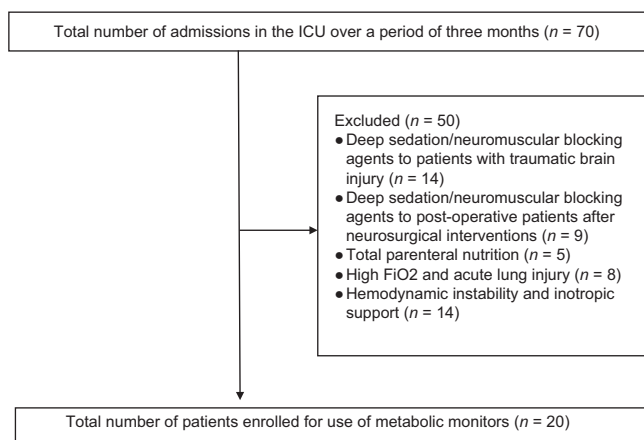 Total number of admissions in the ICU over a period of three months (n = 70)
Excluded (n = 50)
●Deep sedation/neuromuscular blocking
agents to patients with traumatic brain
injury (n = 14)
●Deep sedation/neuromuscular blocking
agents to post-operative patients after
neurosurgical interventions (n = 9)
●Total parenteral nutrition (n = 5)
●High FiO2 and acute lung injury (n = 8)
●Hemodynamic instability and inotropic
support (n = 14)
Total number of patients enrolled for use of metabolic monitors (n = 20)